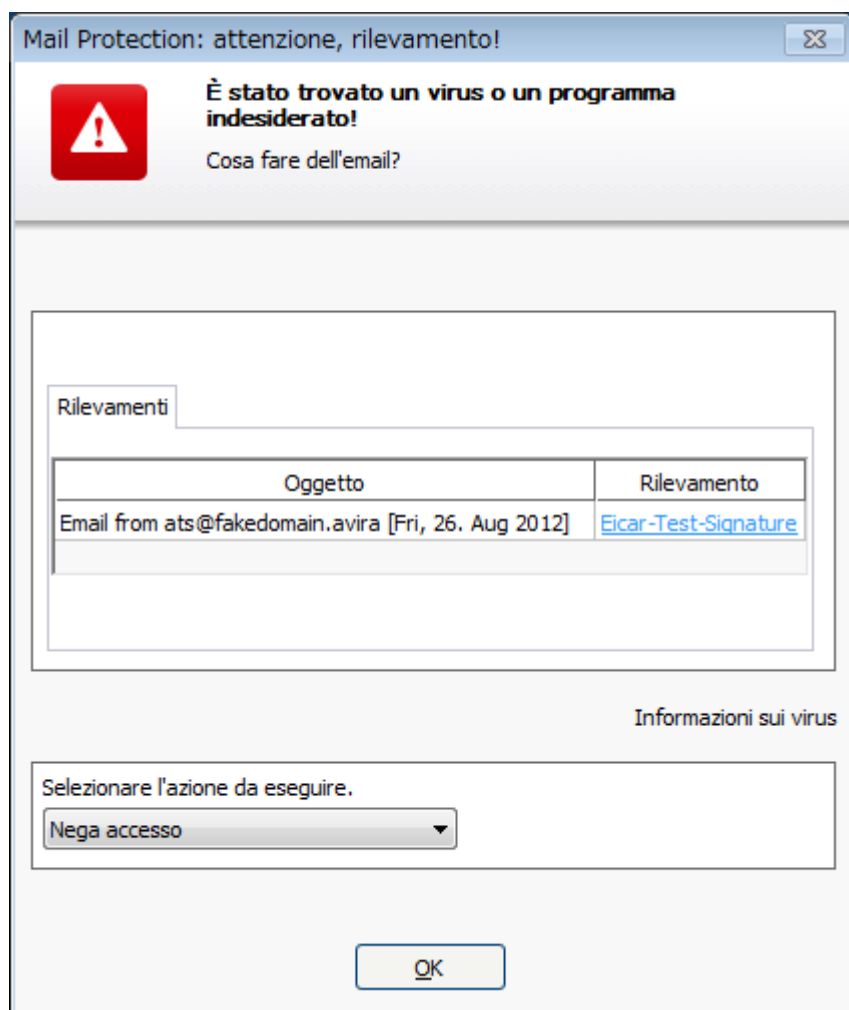 Mail Protection: attenzione, rilevamento!
È stato trovato un virus o un programma
indesiderato!
Cosa fare dell'email?
Rilevamenti
Oggetto Rilevamento
Email from ats@fakedomain.avira [Fri, 26. Aug 2012] Eicar-Test-Signature
Informazioni sui virus
Selezionare l'azione da eseguire.
Nega accesso
OK